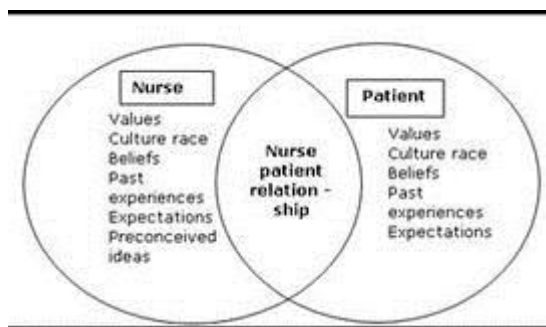 Nurse
Values
Culture race
Beliefs
Past
experiences
Expectations
Preconceived
ideas
Nurse
patient
relation -
ship
Patient
Values
Culture race
Beliefs
Past
experiences
Expectations